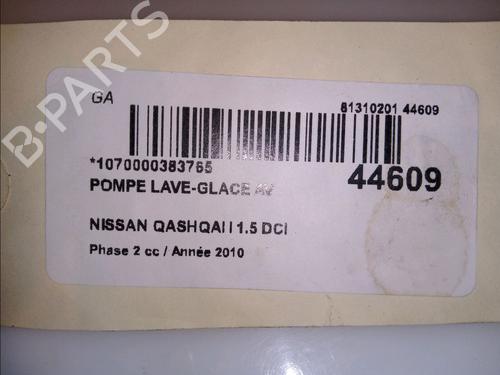 GA
81310201 44609
*1070000383765
44609
POMPE LAVE-GLACE AV
NISSAN QASHQAI I 1.5 DCI
Phase 2 cc / Année 2010
B-PARTS